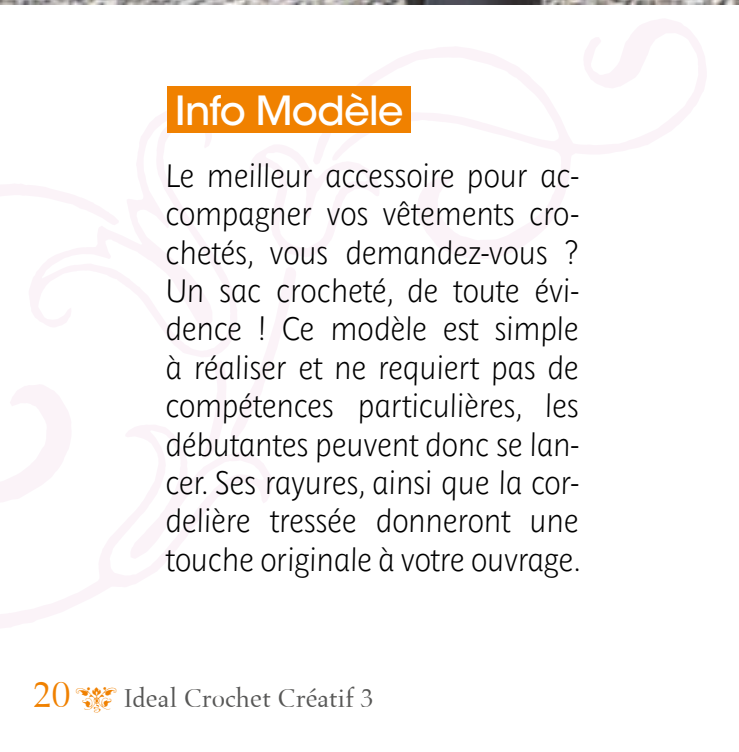 Info Modèle
Le meilleur accessoire pour ac-
compagner vos vêtements cro-
chetés, vous demandez-vous ?
Un sac crocheté, de toute évi-
dence ! Ce modèle est simple
à réaliser et ne requiert pas de
compétences particulières, les
débutantes peuvent donc se lan-
cer. Ses rayures, ainsi que la cor-
delière tressée donneront une
touche originale à votre ouvrage.
20 Ideal Crochet Créatif 3